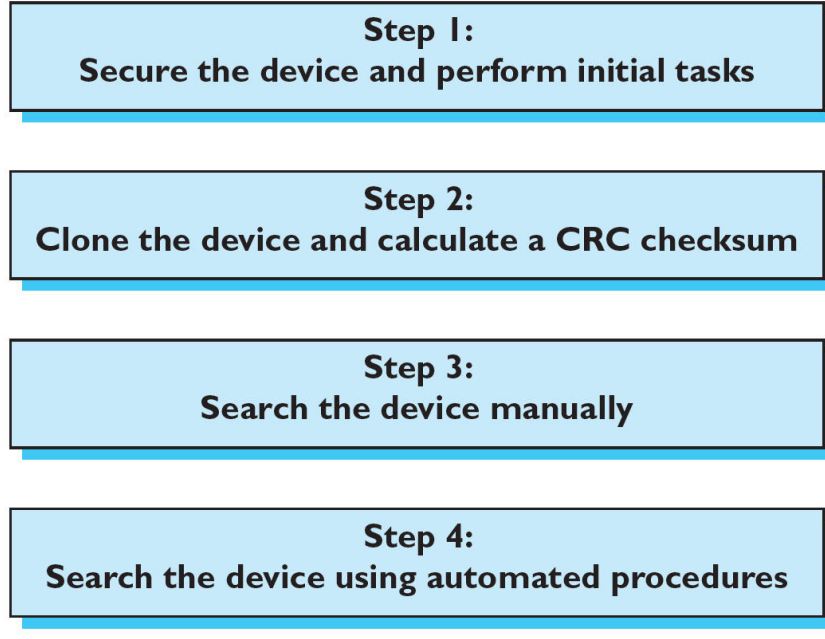 Step 1:
Secure the device and perform initial tasks
Step 2:
Clone the device and calculate a CRC checksum
Step 3:
Search the device manually
Step 4:
Search the device using automated procedures